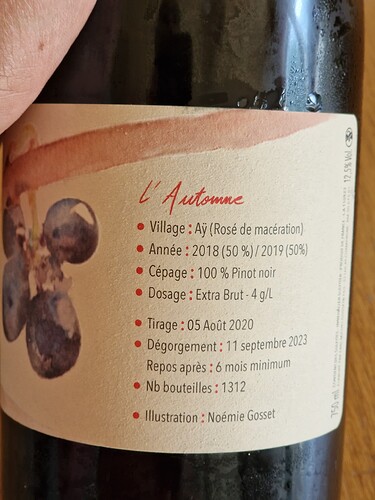 L'Automne
• Village : Aÿ (Rosé de macération)
• Année : 2018 (50 %) / 2019 (50%)
• Cépage : 100 % Pinot noir
• Dosage : Extra Brut - 4 g/L
• Tirage : 05 Août 2020
• Dégorgement : 11 septembre 2023
Repos après : 6 mois minimum
• Nb bouteilles : 1312
• Illustration : Noémie Gosset
12,5% Vol
750 ml